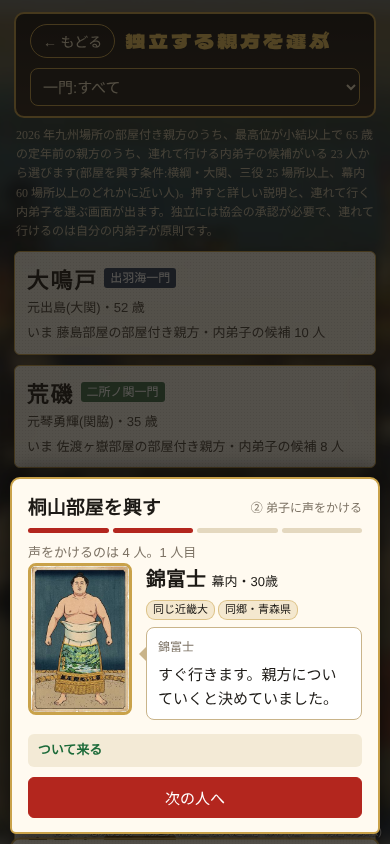 ← もどる
独立する親方を選ぶ
一門:すべて
2026 年九州場所の部屋付き親方のうち、最高位が小結以上で 65 歳
の定年前の親方のうち、連れて行ける内弟子の候補がいる 23 人か
ら選びます(部屋を興す条件:横綱・大関、三役 25 場所以上、幕内
60 場所以上のどれかに近い人)。押すと詳しい説明と、連れて行く
内弟子を選ぶ画面が出ます。独立には協会の承認が必要で、連れて
行けるのは自分の内弟子が原則です。
大鳴戸 出羽海一門
元出島(大関)・52 歳
いま 藤島部屋の部屋付き親方・内弟子の候補 10 人
荒磯 二所ノ関一門
元琴勇輝(関脇)・35 歳
いま 佐渡ヶ嶽部屋の部屋付き親方・内弟子の候補 8 人
桐山部屋を興す
② 弟子に声をかける
声をかけるのは 4 人。1 人目
錦富士 幕内・30歳
同じ近畿大 同郷・青森県
錦富士
すぐ行きます。親方につい
ていくと決めていました。
ついて来る
次の人へ